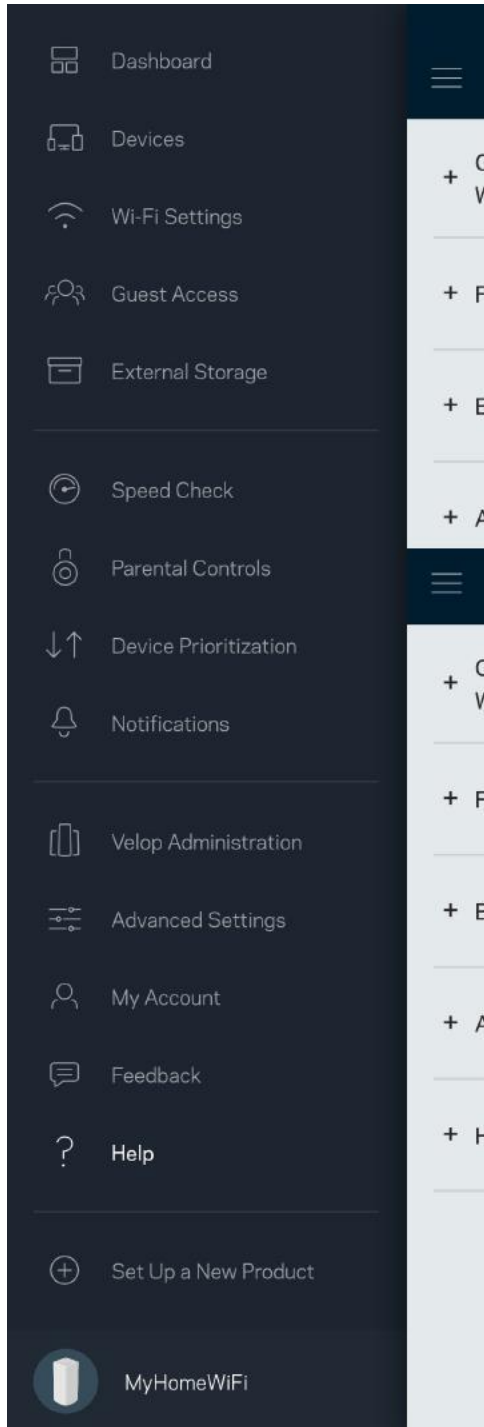 Dashboard
Devices
Wi-Fi Settings
Guest Access
External Storage
Speed Check
Parental Controls
Device Prioritization
Notifications
Velop Administration
Advanced Settings
My Account
Feedback
Help
Set Up a New Product
MyHomeWiFi